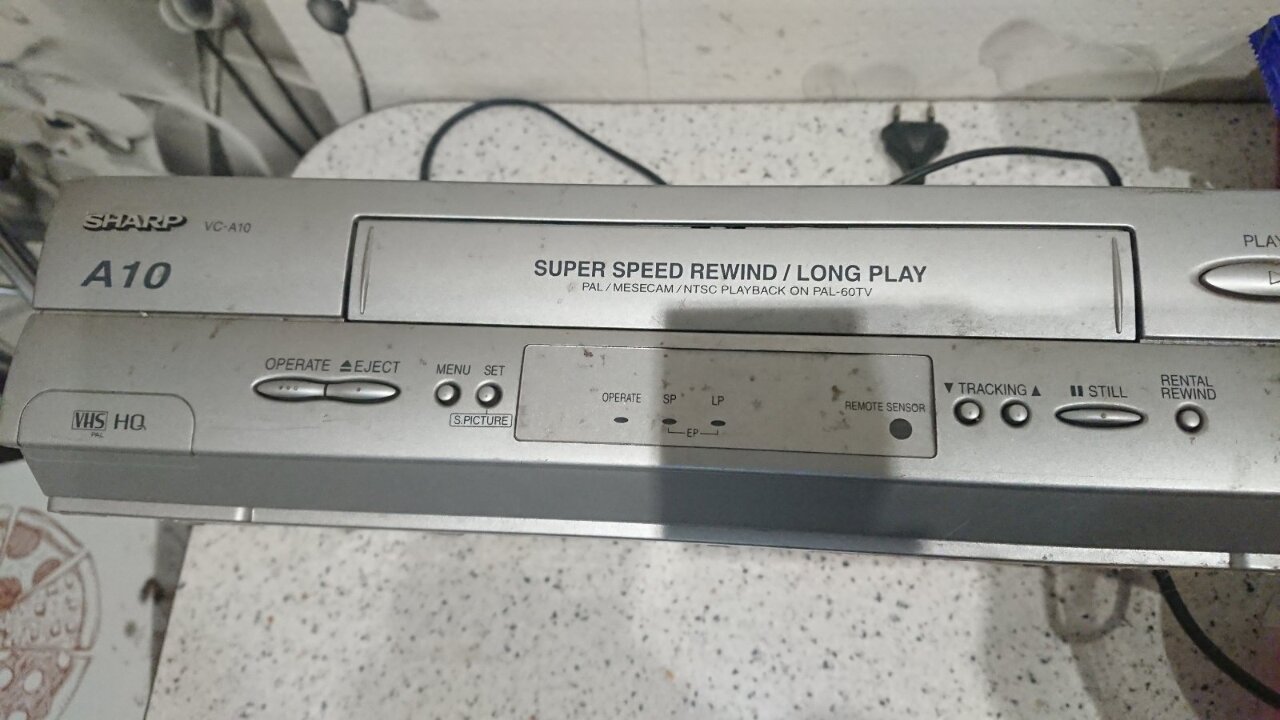 SHARP VC-A10
A10
SUPER SPEED REWIND / LONG PLAY
PAL / MESECAM / NTSC PLAYBACK ON PAL-60TV
PLAY
OPERATE ⏏EJECT
MENU SET
S.PICTURE
VHS HQ
PAL
OPERATE SP LP
EP
REMOTE SENSOR
▼ TRACKING ▲
▮▮ STILL
RENTAL
REWIND